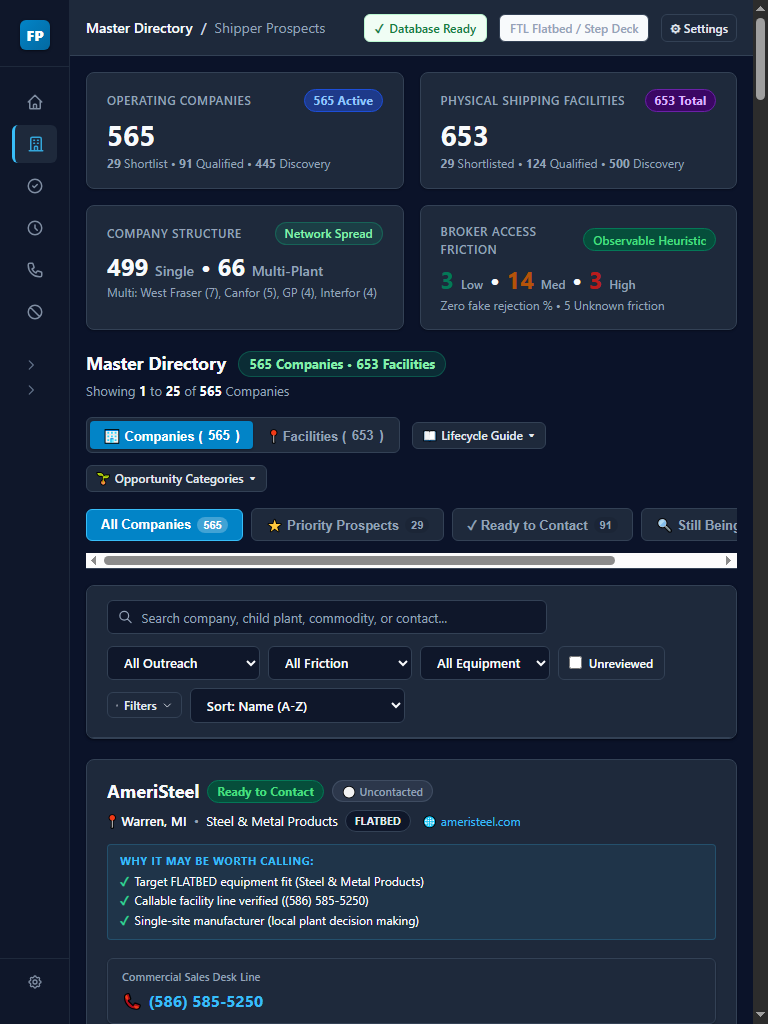 FP
Master Directory / Shipper Prospects
✓ Database Ready
FTL Flatbed / Step Deck
⚙ Settings
OPERATING COMPANIES
565 Active
565
29 Shortlist • 91 Qualified • 445 Discovery
PHYSICAL SHIPPING FACILITIES
653 Total
653
29 Shortlisted • 124 Qualified • 500 Discovery
COMPANY STRUCTURE
Network Spread
499 Single • 66 Multi-Plant
Multi: West Fraser (7), Canfor (5), GP (4), Interfor (4)
BROKER ACCESS
FRICTION
Observable Heuristic
3 Low • 14 Med • 3 High
Zero fake rejection % • 5 Unknown friction
Master Directory
565 Companies • 653 Facilities
Showing 1 to 25 of 565 Companies
🏢 Companies ( 565 )
📍 Facilities ( 653 )
📖 Lifecycle Guide ▾
🌱 Opportunity Categories ▾
All Companies 565
⭐ Priority Prospects 29
✓ Ready to Contact 91
🔍 Still Being
Search company, child plant, commodity, or contact...
All Outreach
All Friction
All Equipment
Unreviewed
· Filters
Sort: Name (A-Z)
AmeriSteel
Ready to Contact
⚪ Uncontacted
📍 Warren, MI • Steel & Metal Products FLATBED 🌐 ameristeel.com
WHY IT MAY BE WORTH CALLING:
✓ Target FLATBED equipment fit (Steel & Metal Products)
✓ Callable facility line verified ((586) 585-5250)
✓ Single-site manufacturer (local plant decision making)
Commercial Sales Desk Line
📞 (586) 585-5250